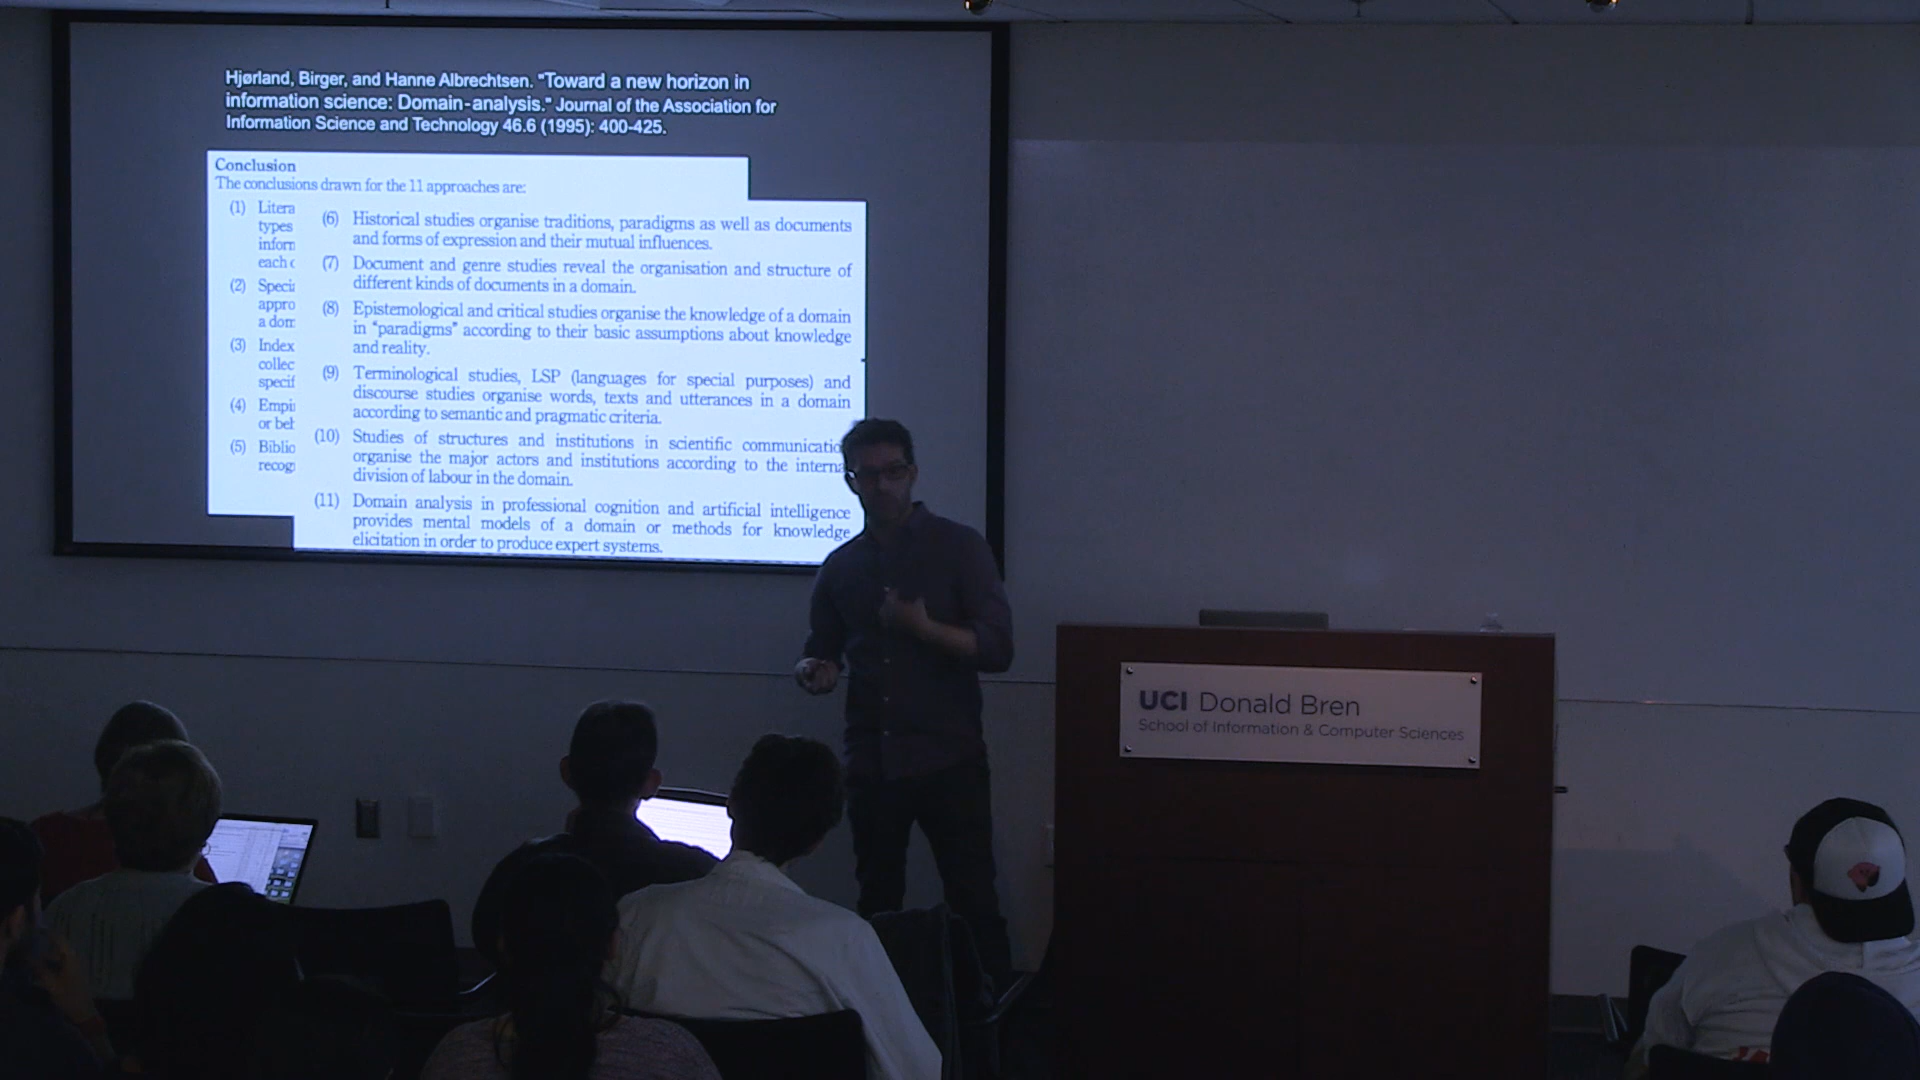 Hjørland, Birger, and Hanne Albrechtsen. "Toward a new horizon in
information science: Domain-analysis." Journal of the Association for
Information Science and Technology 46.6 (1995): 400-425.
Conclusion
The conclusions drawn for the 11 approaches are:
(1) Litera
types
inforn
each c
(2) Speci
appro
a dom
(3) Index
collec
specif
(4) Empi
or bel
(5) Biblio
recog
(6) Historical studies organise traditions, paradigms as well as documents
and forms of expression and their mutual influences.
(7) Document and genre studies reveal the organisation and structure of
different kinds of documents in a domain.
(8) Epistemological and critical studies organise the knowledge of a domain
in "paradigms" according to their basic assumptions about knowledge
and reality.
(9) Terminological studies, LSP (languages for special purposes) and
discourse studies organise words, texts and utterances in a domain
according to semantic and pragmatic criteria.
(10) Studies of structures and institutions in scientific communicatio
organise the major actors and institutions according to the interna
division of labour in the domain.
(11) Domain analysis in professional cognition and artificial intelligence
provides mental models of a domain or methods for knowledge
elicitation in order to produce expert systems.
UCI Donald Bren
School of Information & Computer Sciences